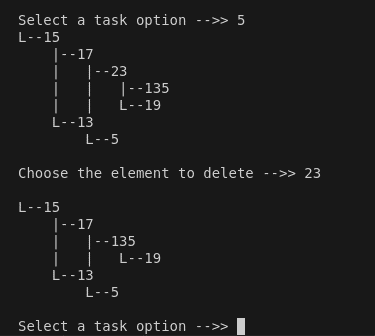 Select a task option -->> 5
L--15
    |--17
    |   |--23
    |   |   |--135
    |   |   L--19
    L--13
        L--5

Choose the element to delete -->> 23

L--15
    |--17
    |   |--135
    |   |   L--19
    L--13
        L--5

Select a task option -->>